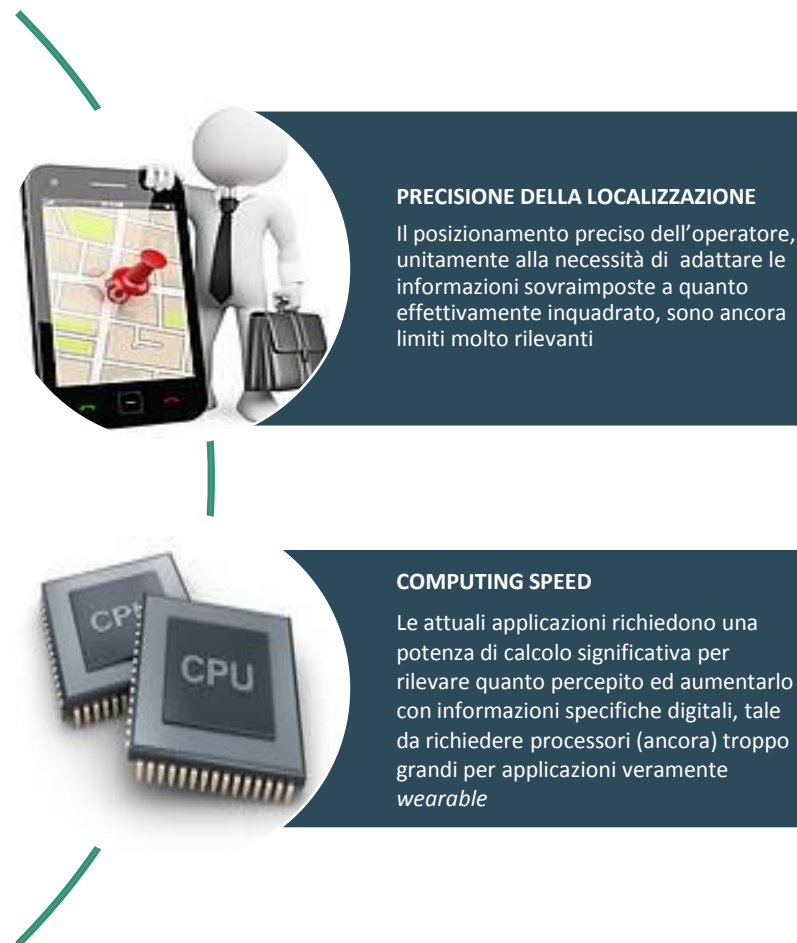 PRECISIONE DELLA LOCALIZZAZIONE
Il posizionamento preciso dell’operatore,
unitamente alla necessità di  adattare le
informazioni sovraimposte a quanto
effettivamente inquadrato, sono ancora
limiti molto rilevanti
COMPUTING SPEED
Le attuali applicazioni richiedono una
potenza di calcolo significativa per
rilevare quanto percepito ed aumentarlo
con informazioni specifiche digitali, tale
da richiedere processori (ancora) troppo
grandi per applicazioni veramente
wearable
CPU
CPU